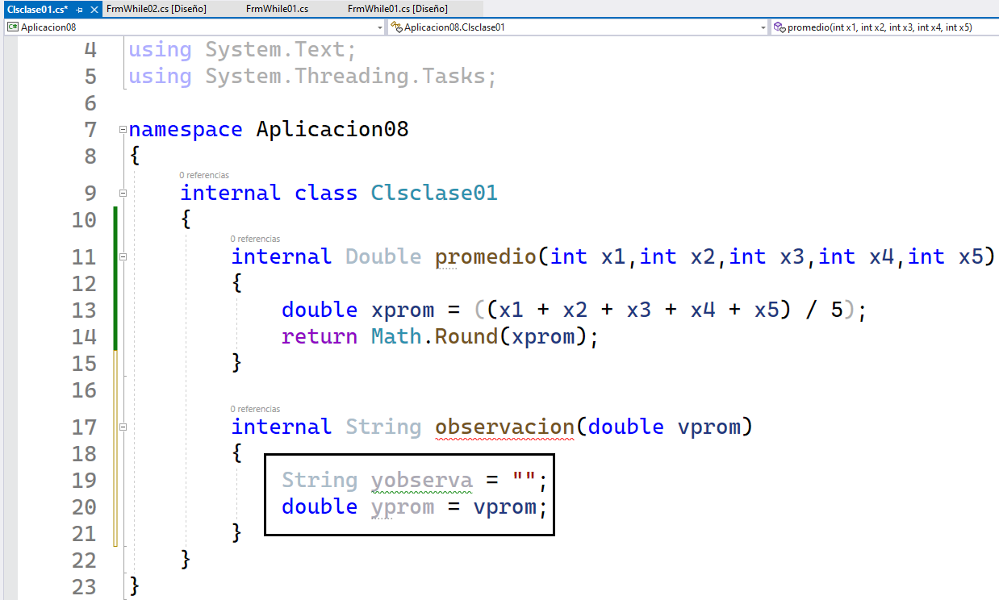 Clsclase01.cs* FrmWhile02.cs [Diseño] FrmWhile01.cs FrmWhile01.cs [Diseño]
C# Aplicacion08 Aplicacion08.Clsclase01 promedio(int x1, int x2, int x3, int x4, int x5)
4 using System.Text;
5 using System.Threading.Tasks;
6
7 namespace Aplicacion08
8 {
0 referencias
9 internal class Clsclase01
10 {
0 referencias
11 internal Double promedio(int x1,int x2,int x3,int x4,int x5)
12 {
13 double xprom = ((x1 + x2 + x3 + x4 + x5) / 5);
14 return Math.Round(xprom);
15 }
16
0 referencias
17 internal String observacion(double vprom)
18 {
19 String yobserva = "";
20 double yprom = vprom;
21 }
22 }
23 }